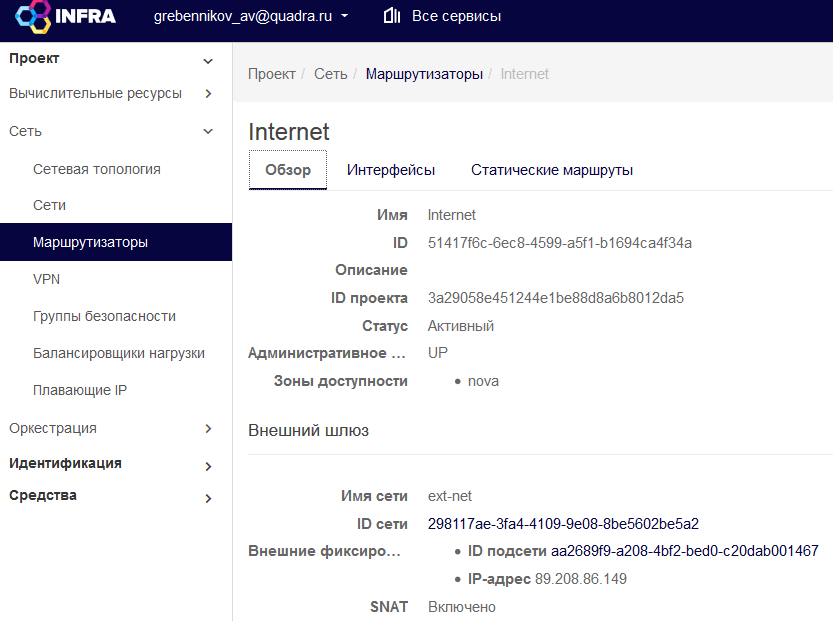 INFRA grebennikov_av@quadra.ru Все сервисы
Проект
Вычислительные ресурсы
Сеть
Сетевая топология
Сети
Маршрутизаторы
VPN
Группы безопасности
Балансировщики нагрузки
Плавающие IP
Оркестрация
Идентификация
Средства
Проект / Сеть / Маршрутизаторы / Internet
Internet
Обзор Интерфейсы Статические маршруты
Имя Internet
ID 51417f6c-6ec8-4599-a5f1-b1694ca4f34a
Описание
ID проекта 3a29058e451244e1be88d8a6b8012da5
Статус Активный
Административное ... UP
Зоны доступности • nova
Внешний шлюз
Имя сети ext-net
ID сети 298117ae-3fa4-4109-9e08-8be5602be5a2
Внешние фиксиро... • ID подсети aa2689f9-a208-4bf2-bed0-c20dab001467
• IP-адрес 89.208.86.149
SNAT Включено